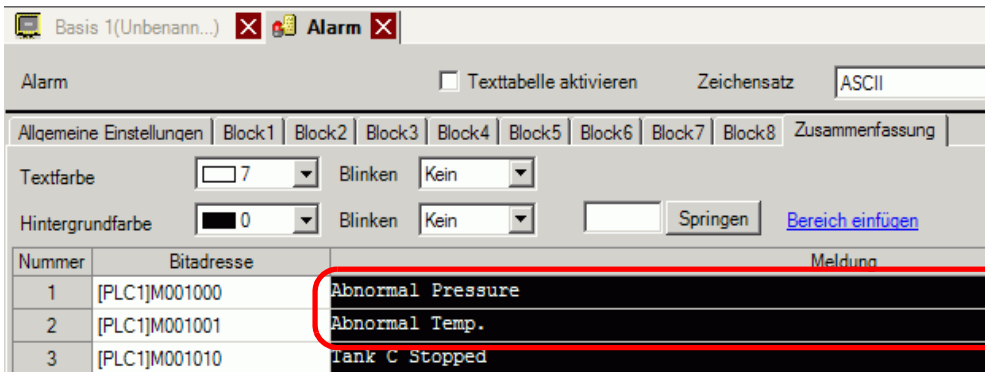 Basis 1(Unbenann...) Alarm
Alarm Texttabelle aktivieren Zeichensatz ASCII
Allgemeine Einstellungen Block1 Block2 Block3 Block4 Block5 Block6 Block7 Block8 Zusammenfassung
Textfarbe 7 Blinken Kein
Hintergrundfarbe 0 Blinken Kein Springen Bereich einfügen
Nummer Bitadresse Meldung
1 [PLC1]M001000 Abnormal Pressure
2 [PLC1]M001001 Abnormal Temp.
3 [PLC1]M001010 Tank C Stopped